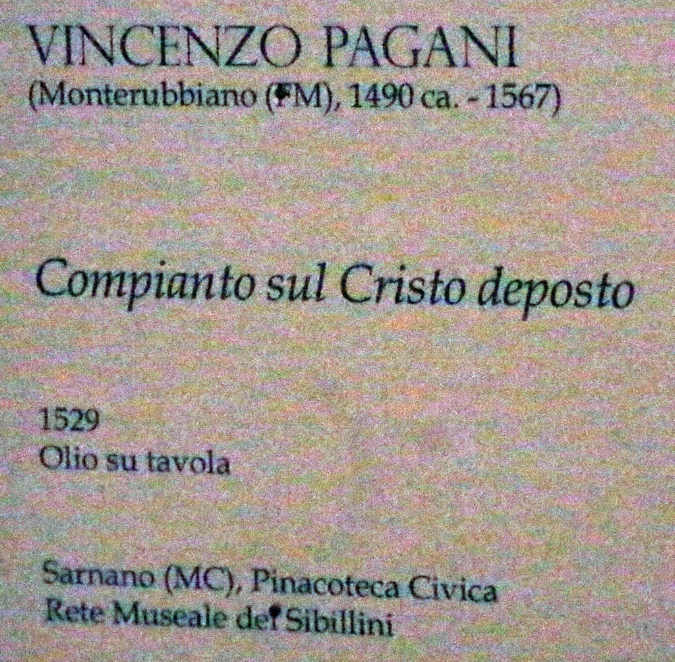 VINCENZO PAGANI
(Monterubbiano (FM), 1490 ca. - 1567)
Compianto sul Cristo deposto
1529
Olio su tavola
Sarnano (MC), Pinacoteca Civica
Rete Museale dei Sibillini